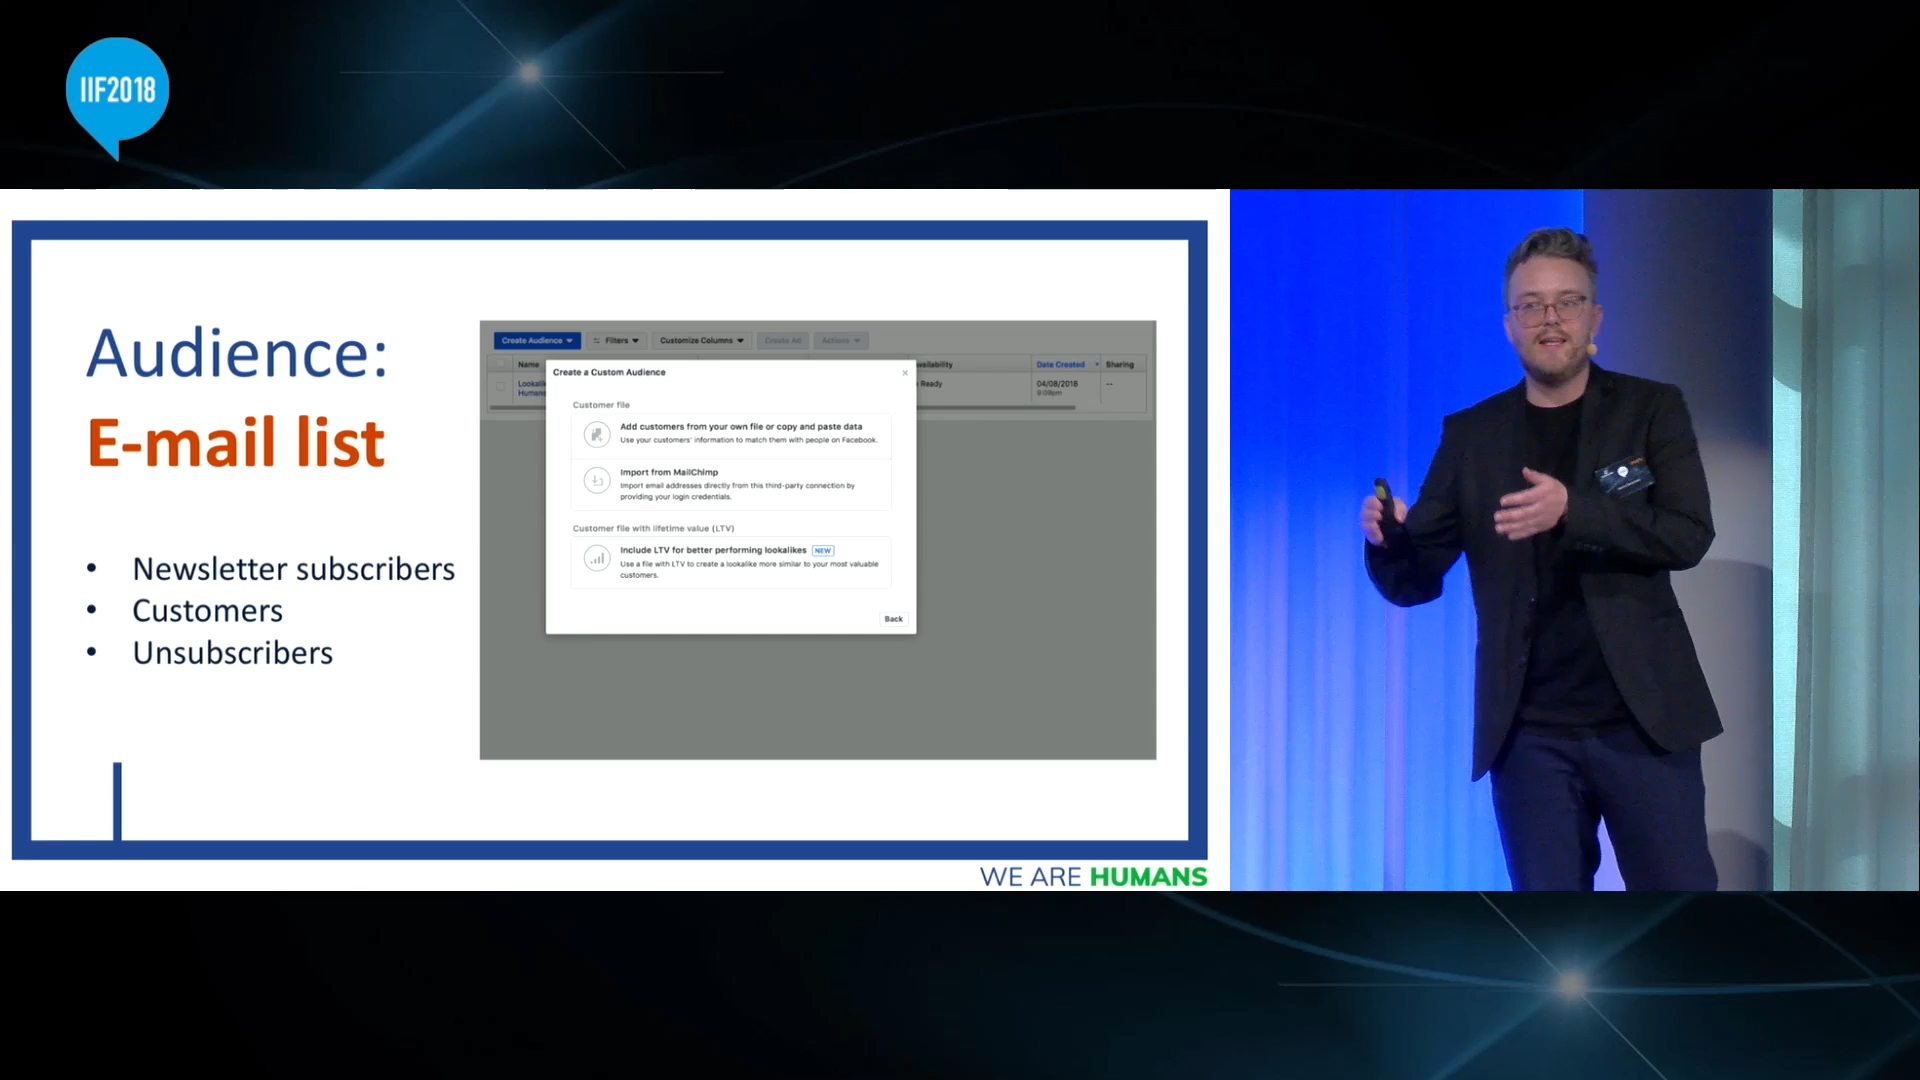 IIF2018
Audience:
E-mail list
• Newsletter subscribers
• Customers
• Unsubscribers
Create Audience
Filters
Customize Columns
Create Ad
Actions
Name
Availability
Date Created
Sharing
Ready
04/08/2018
9:09pm
--
Humans
Create a Custom Audience
×
Customer file
Add customers from your own file or copy and paste data
Use your customers' information to match them with people on Facebook.
Import from MailChimp
Import email addresses directly from this third-party connection by
providing your login credentials.
Customer file with lifetime value (LTV)
Include LTV for better performing lookalikes NEW
Use a file with LTV to create a lookalike more similar to your most valuable
customers.
Back
WE ARE HUMANS